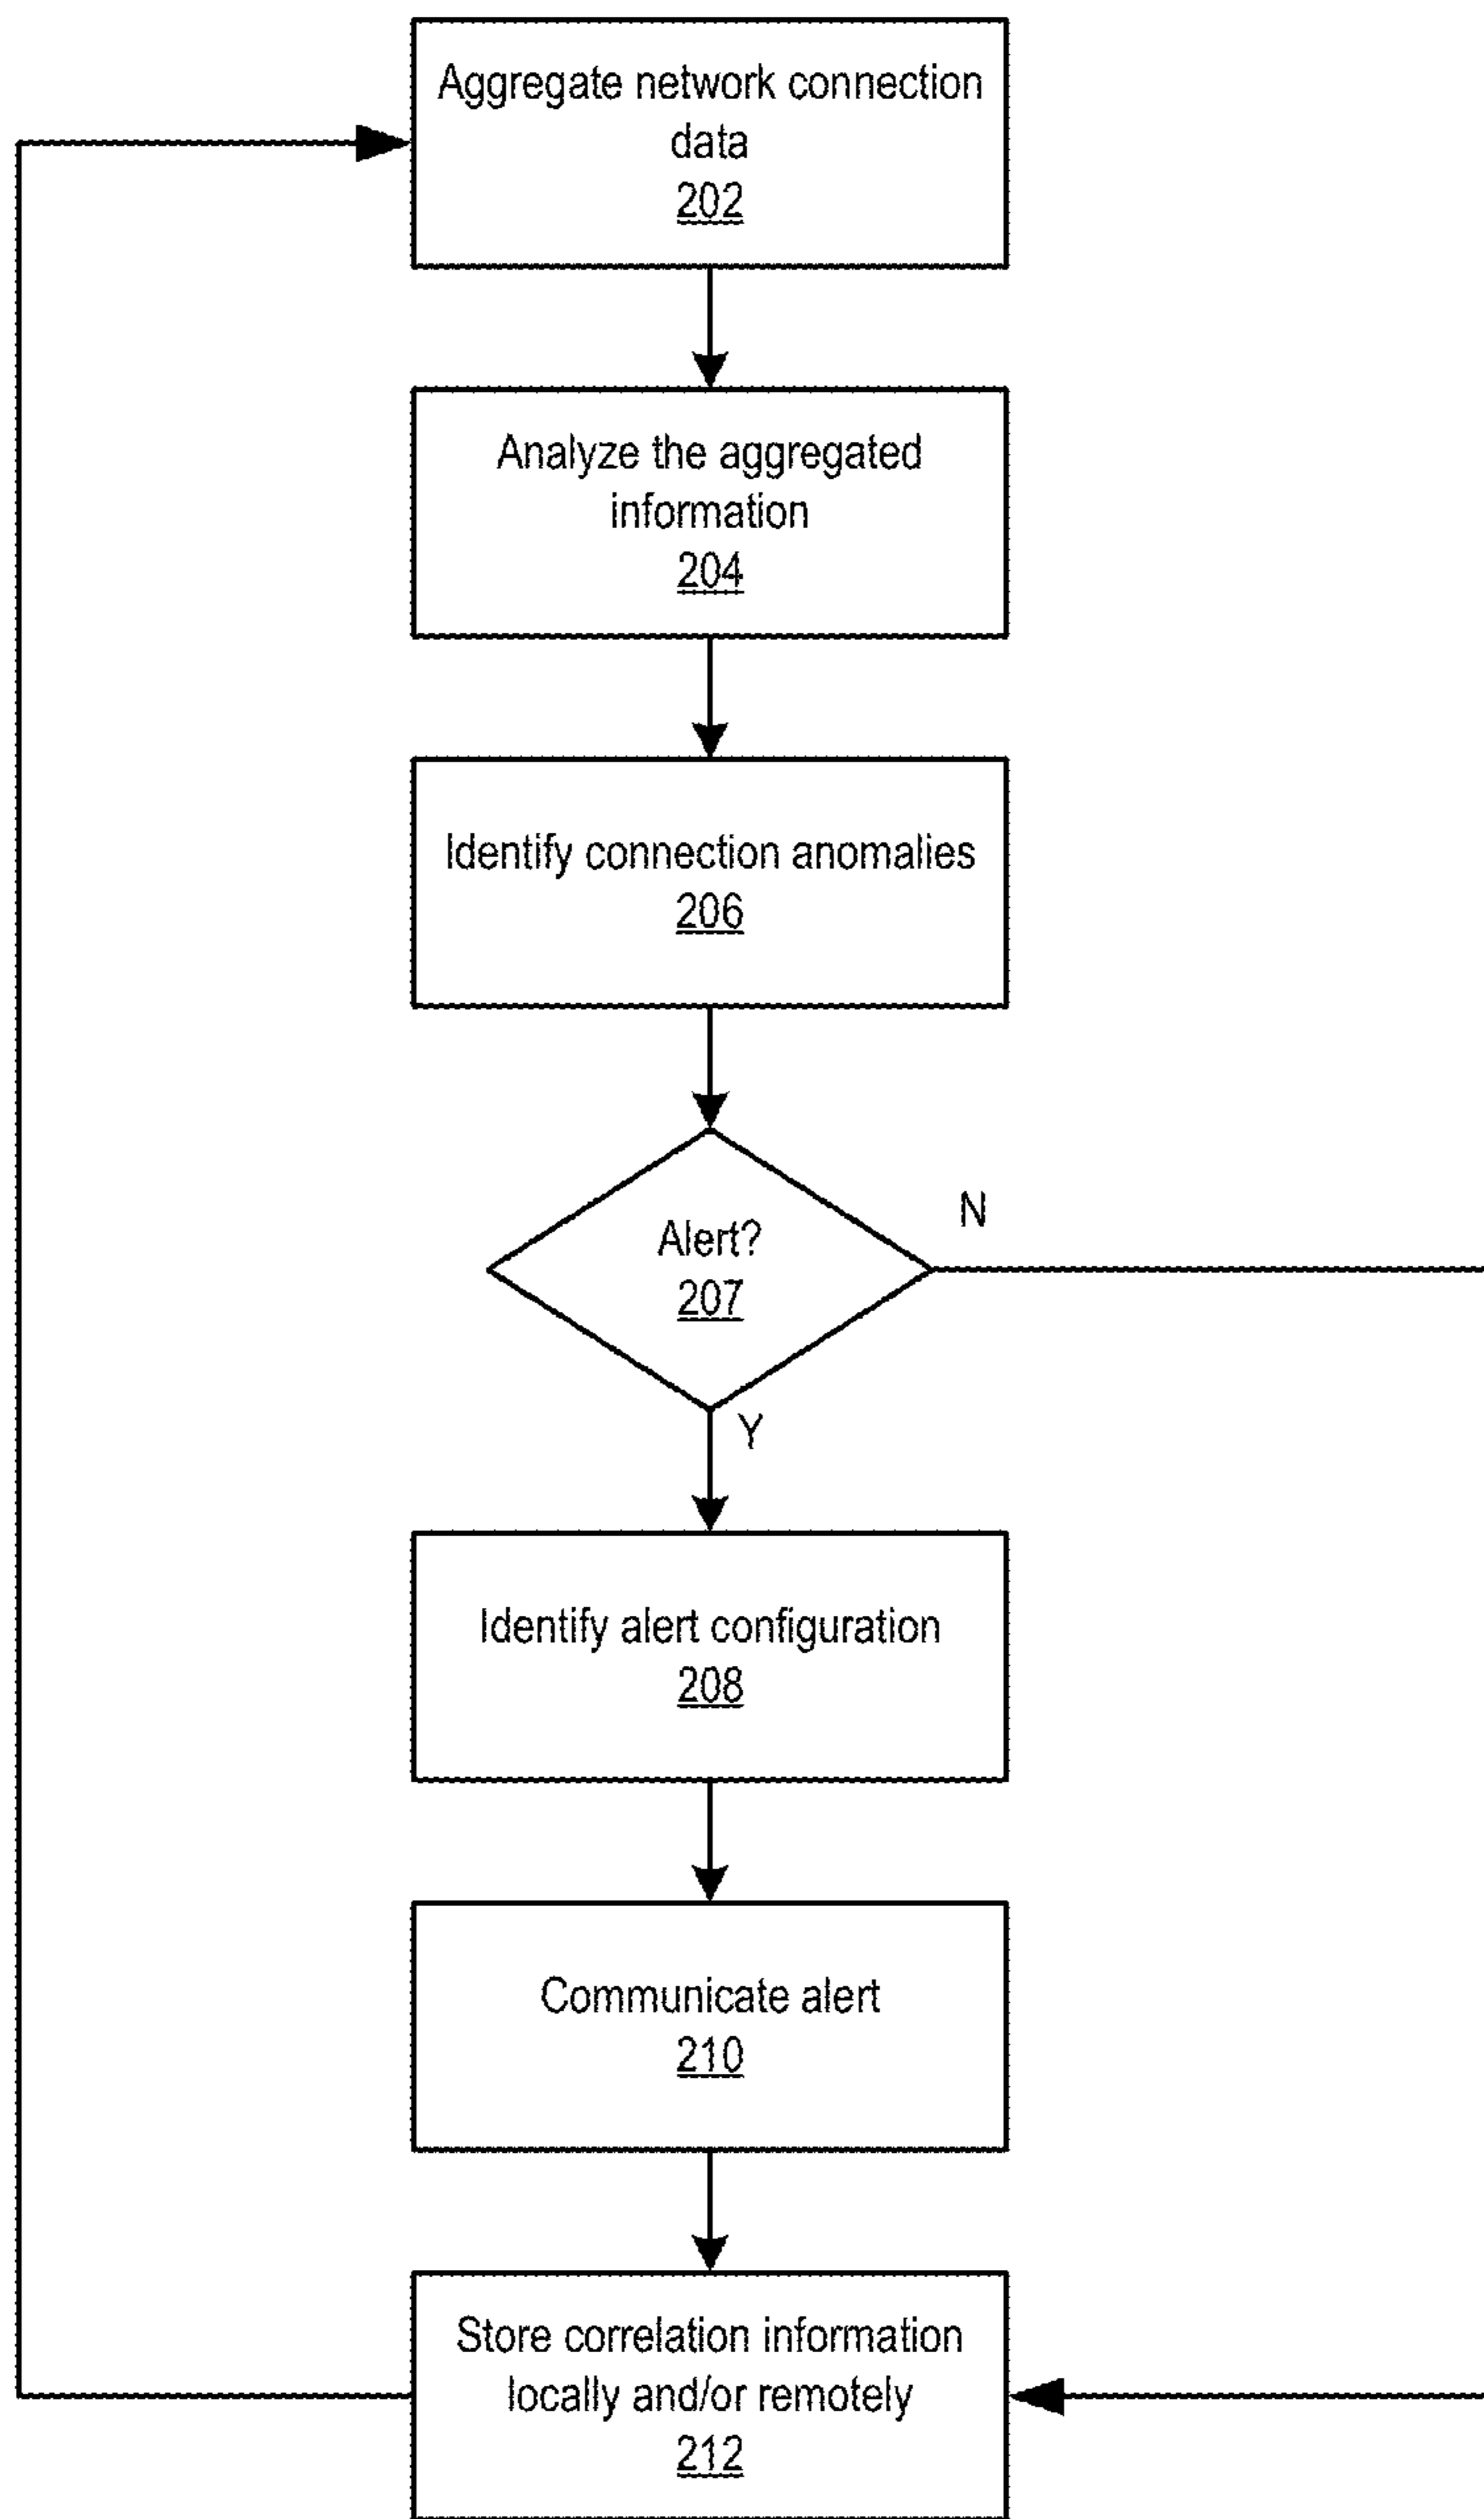 Aggregate network connection
data
202
Analyze the aggregated
information
204
Identify connection anomalies
206
Alert?
207
N
Y
Identify alert configuration
208
Communicate alert
210
Store correlation information
locally and/or remotely
212